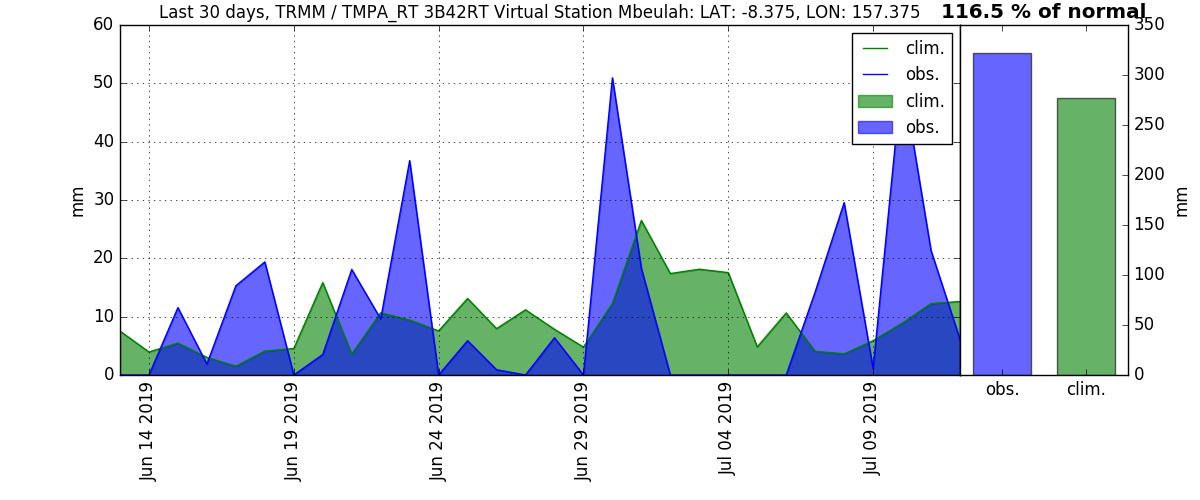 Last 30 days, TRMM / TMPA_RT 3B42RT Virtual Station Mbeulah: LAT: -8.375, LON: 157.375
116.5 % of normal
60
50
40
30
20
10
0
mm
clim.
obs.
clim.
obs.
Jun 14 2019
Jun 19 2019
Jun 24 2019
Jun 29 2019
Jul 04 2019
Jul 09 2019
350
300
250
200
150
100
50
0
mm
obs.
clim.